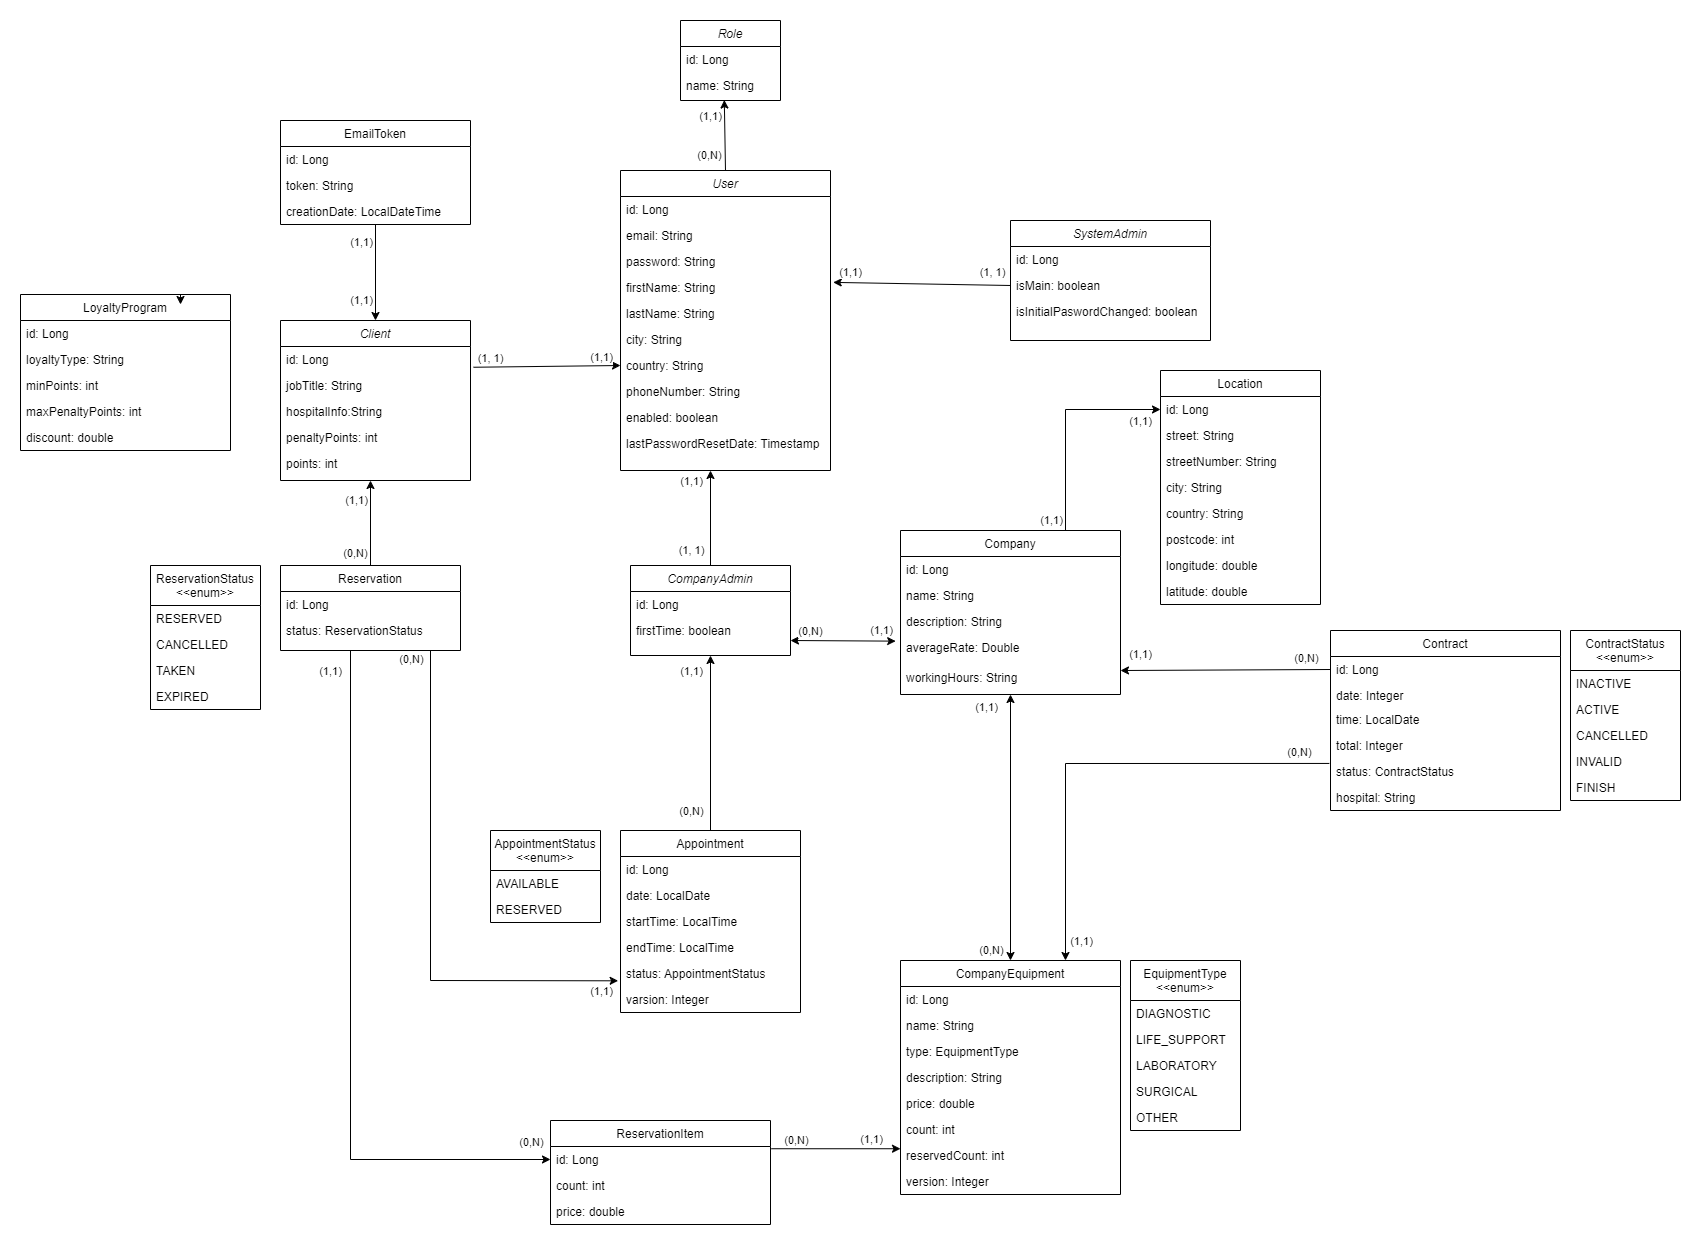 Role
id: Long
name: String
(1,1)
(0,N)
EmailToken
id: Long
token: String
creationDate: LocalDateTime
(1,1)
(1,1)
User
id: Long
email: String
password: String
firstName: String
lastName: String
city: String
country: String
phoneNumber: String
enabled: boolean
lastPasswordResetDate: Timestamp
SystemAdmin
id: Long
isMain: boolean
isInitialPaswordChanged: boolean
(1,1)
(1, 1)
LoyaltyProgram
id: Long
loyaltyType: String
minPoints: int
maxPenaltyPoints: int
discount: double
Client
id: Long
jobTitle: String
hospitalInfo:String
penaltyPoints: int
points: int
(1, 1)
(1,1)
Location
id: Long
street: String
streetNumber: String
city: String
country: String
postcode: int
longitude: double
latitude: double
(1,1)
(1,1)
(1,1)
(0,N)
(1,1)
(1, 1)
ReservationStatus
<<enum>>
RESERVED
CANCELLED
TAKEN
EXPIRED
Reservation
id: Long
status: ReservationStatus
(1,1)
(0,N)
CompanyAdmin
id: Long
firstTime: boolean
(0,N)
(1,1)
Company
id: Long
name: String
description: String
averageRate: Double
workingHours: String
(1,1)
(0,N)
Contract
id: Long
date: Integer
time: LocalDate
total: Integer
status: ContractStatus
hospital: String
ContractStatus
<<enum>>
INACTIVE
ACTIVE
CANCELLED
INVALID
FINISH
(1,1)
(0,N)
(1,1)
(0,N)
AppointmentStatus
<<enum>>
AVAILABLE
RESERVED
Appointment
id: Long
date: LocalDate
startTime: LocalTime
endTime: LocalTime
status: AppointmentStatus
varsion: Integer
(1,1)
(0,N)
(1,1)
CompanyEquipment
id: Long
name: String
type: EquipmentType
description: String
price: double
count: int
reservedCount: int
version: Integer
EquipmentType
<<enum>>
DIAGNOSTIC
LIFE_SUPPORT
LABORATORY
SURGICAL
OTHER
(0,N)
ReservationItem
id: Long
count: int
price: double
(0,N)
(1,1)